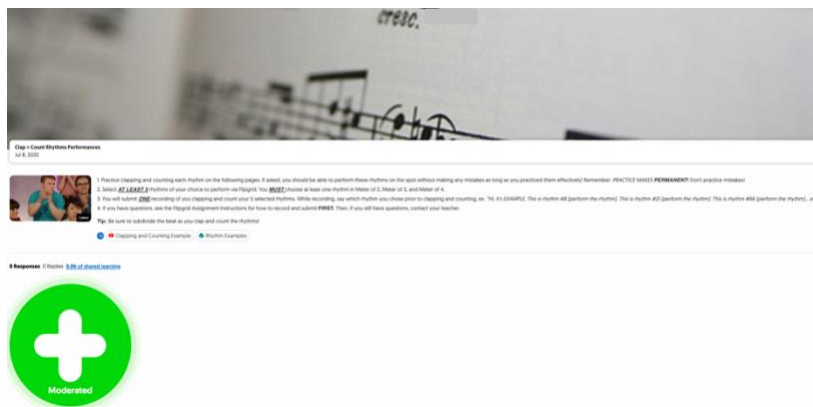 cresc.
Clap + Count Rhythms Performances
Jul 8, 2020
1. Practice clapping and counting each rhythm on the following pages. If asked, you should be able to perform these rhythms on the spot without making any mistakes as long as you practiced them effectively! Remember: PRACTICE MAKES PERMANENT! Don't practice mistakes!
2. Select AT LEAST 5 rhythms of your choice to perform via Flipgrid. You MUST choose at least one rhythm in Meter of 2, Meter of 3, and Meter of 4.
3. You will submit ONE recording of you clapping and counting your 5 selected rhythms. While recording, say which rhythm you chose prior to clapping and counting, ex. "Hi, it's EXAMPLE. This is rhythm #8 [perform the rhythm]. This is rhythm #21 [perform the rhythm]. This is rhythm #66 [perform the rhythm]...
4. If you have questions, see the Flipgrid Assignment Instructions for how to record and submit FIRST. Then, if you still have questions, contact your teacher.
Tip: Be sure to subdivide the beat as you clap and count the rhythms!
Clapping and Counting Example Rhythm Examples
0 Responses 0 Replies of shared learning
Moderated